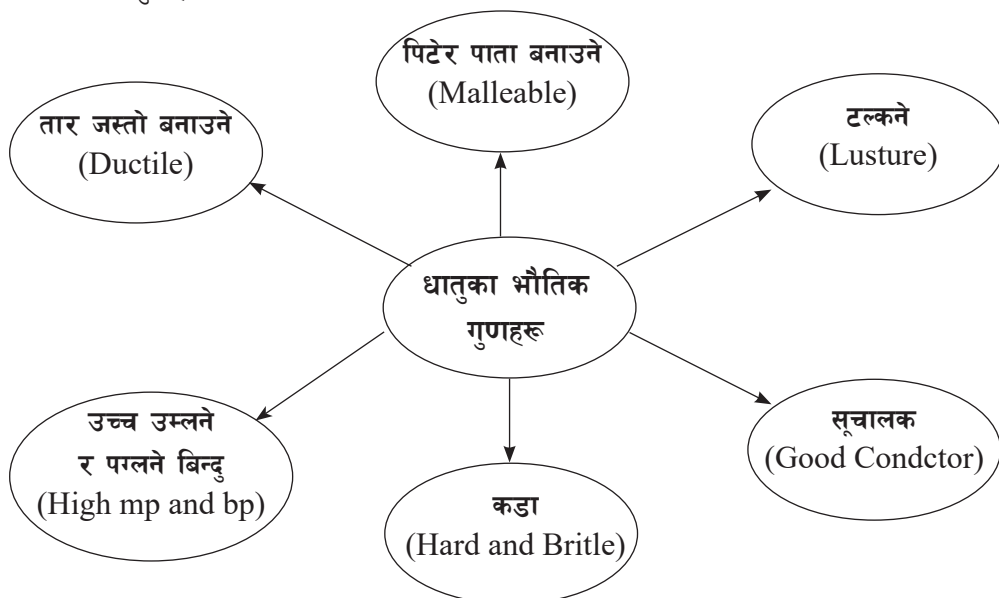 पिटेर पाता बनाउने
(Malleable)
तार जस्तो बनाउने
(Ductile)
टल्कने
(Lusture)
धातुका भौतिक
गुणहरू
उच्च उम्लने
र पग्लने बिन्दु
(High mp and bp)
कडा
(Hard and Britle)
सूचालक
(Good Condctor)